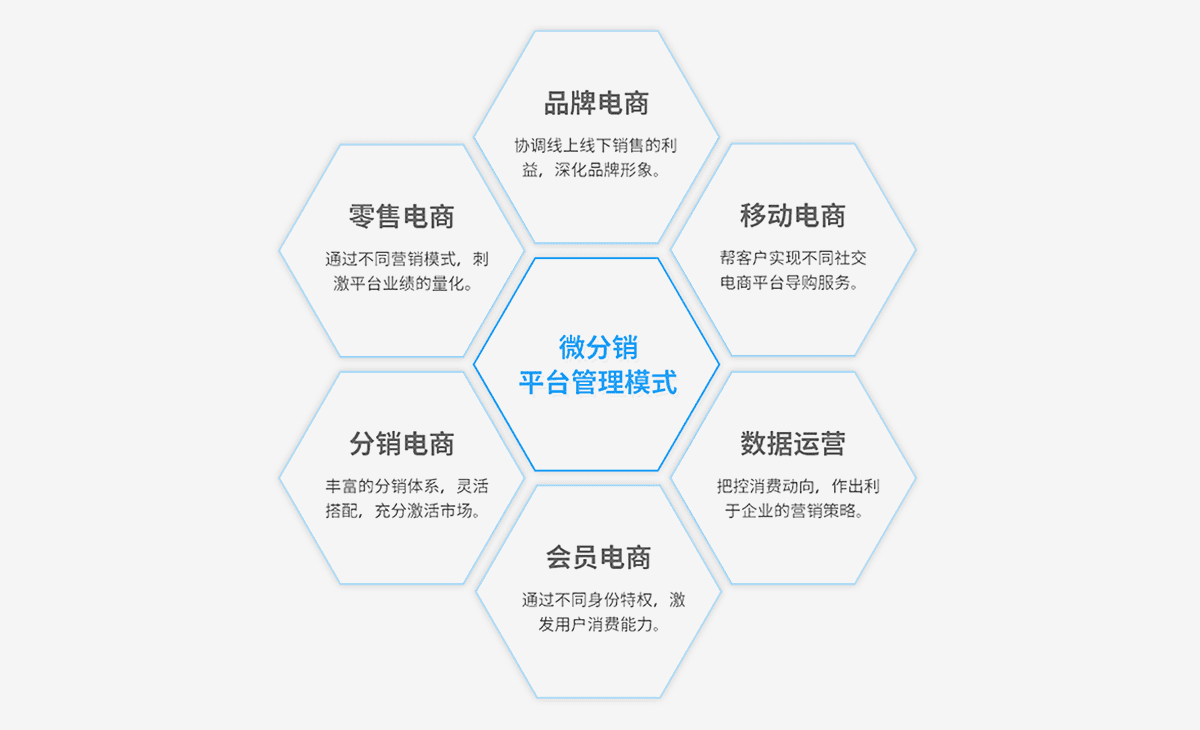 品牌电商
协调线上线下销售的利
益，深化品牌形象。
零售电商
通过不同营销模式，刺
激平台业绩的量化。
移动电商
帮客户实现不同社交
电商平台导购服务。
微分销
平台管理模式
分销电商
丰富的分销体系，灵活
搭配，充分激活市场。
数据运营
把控消费动向，作出利
于企业的营销策略。
会员电商
通过不同身份特权，激
发用户消费能力。